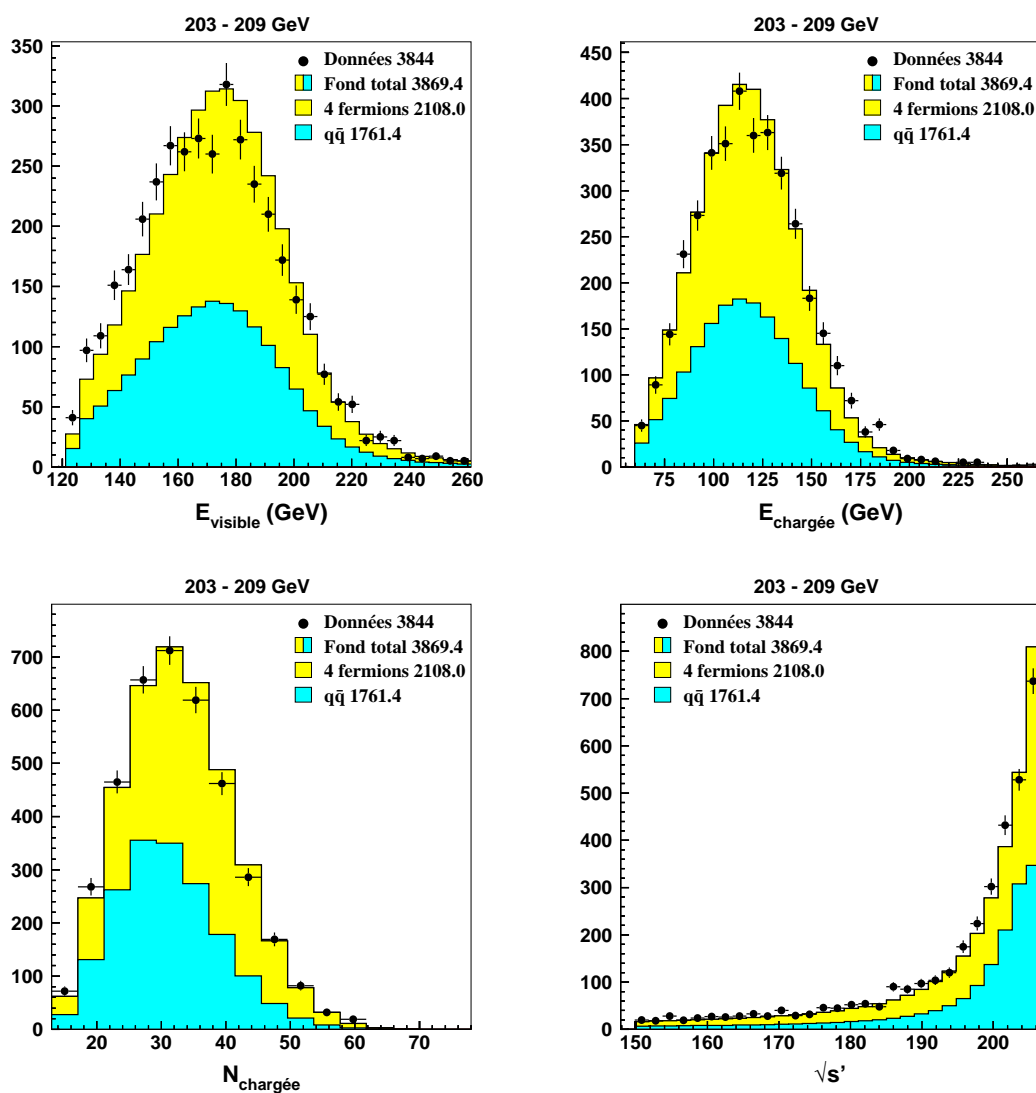 203 - 209 GeV
350
300
250
200
150
100
50
0
Données 3844
Fond total 3869.4
4 fermions 2108.0
qq̄ 1761.4
120 140 160 180 200 220 240 260
E visible (GeV)
203 - 209 GeV
450
400
350
300
250
200
150
100
50
0
Données 3844
Fond total 3869.4
4 fermions 2108.0
qq̄ 1761.4
75 100 125 150 175 200 225 250
E chargée (GeV)
203 - 209 GeV
700
600
500
400
300
200
100
0
Données 3844
Fond total 3869.4
4 fermions 2108.0
qq̄ 1761.4
20 30 40 50 60 70
N chargée
203 - 209 GeV
800
700
600
500
400
300
200
100
0
Données 3844
Fond total 3869.4
4 fermions 2108.0
qq̄ 1761.4
150 160 170 180 190 200
√s’